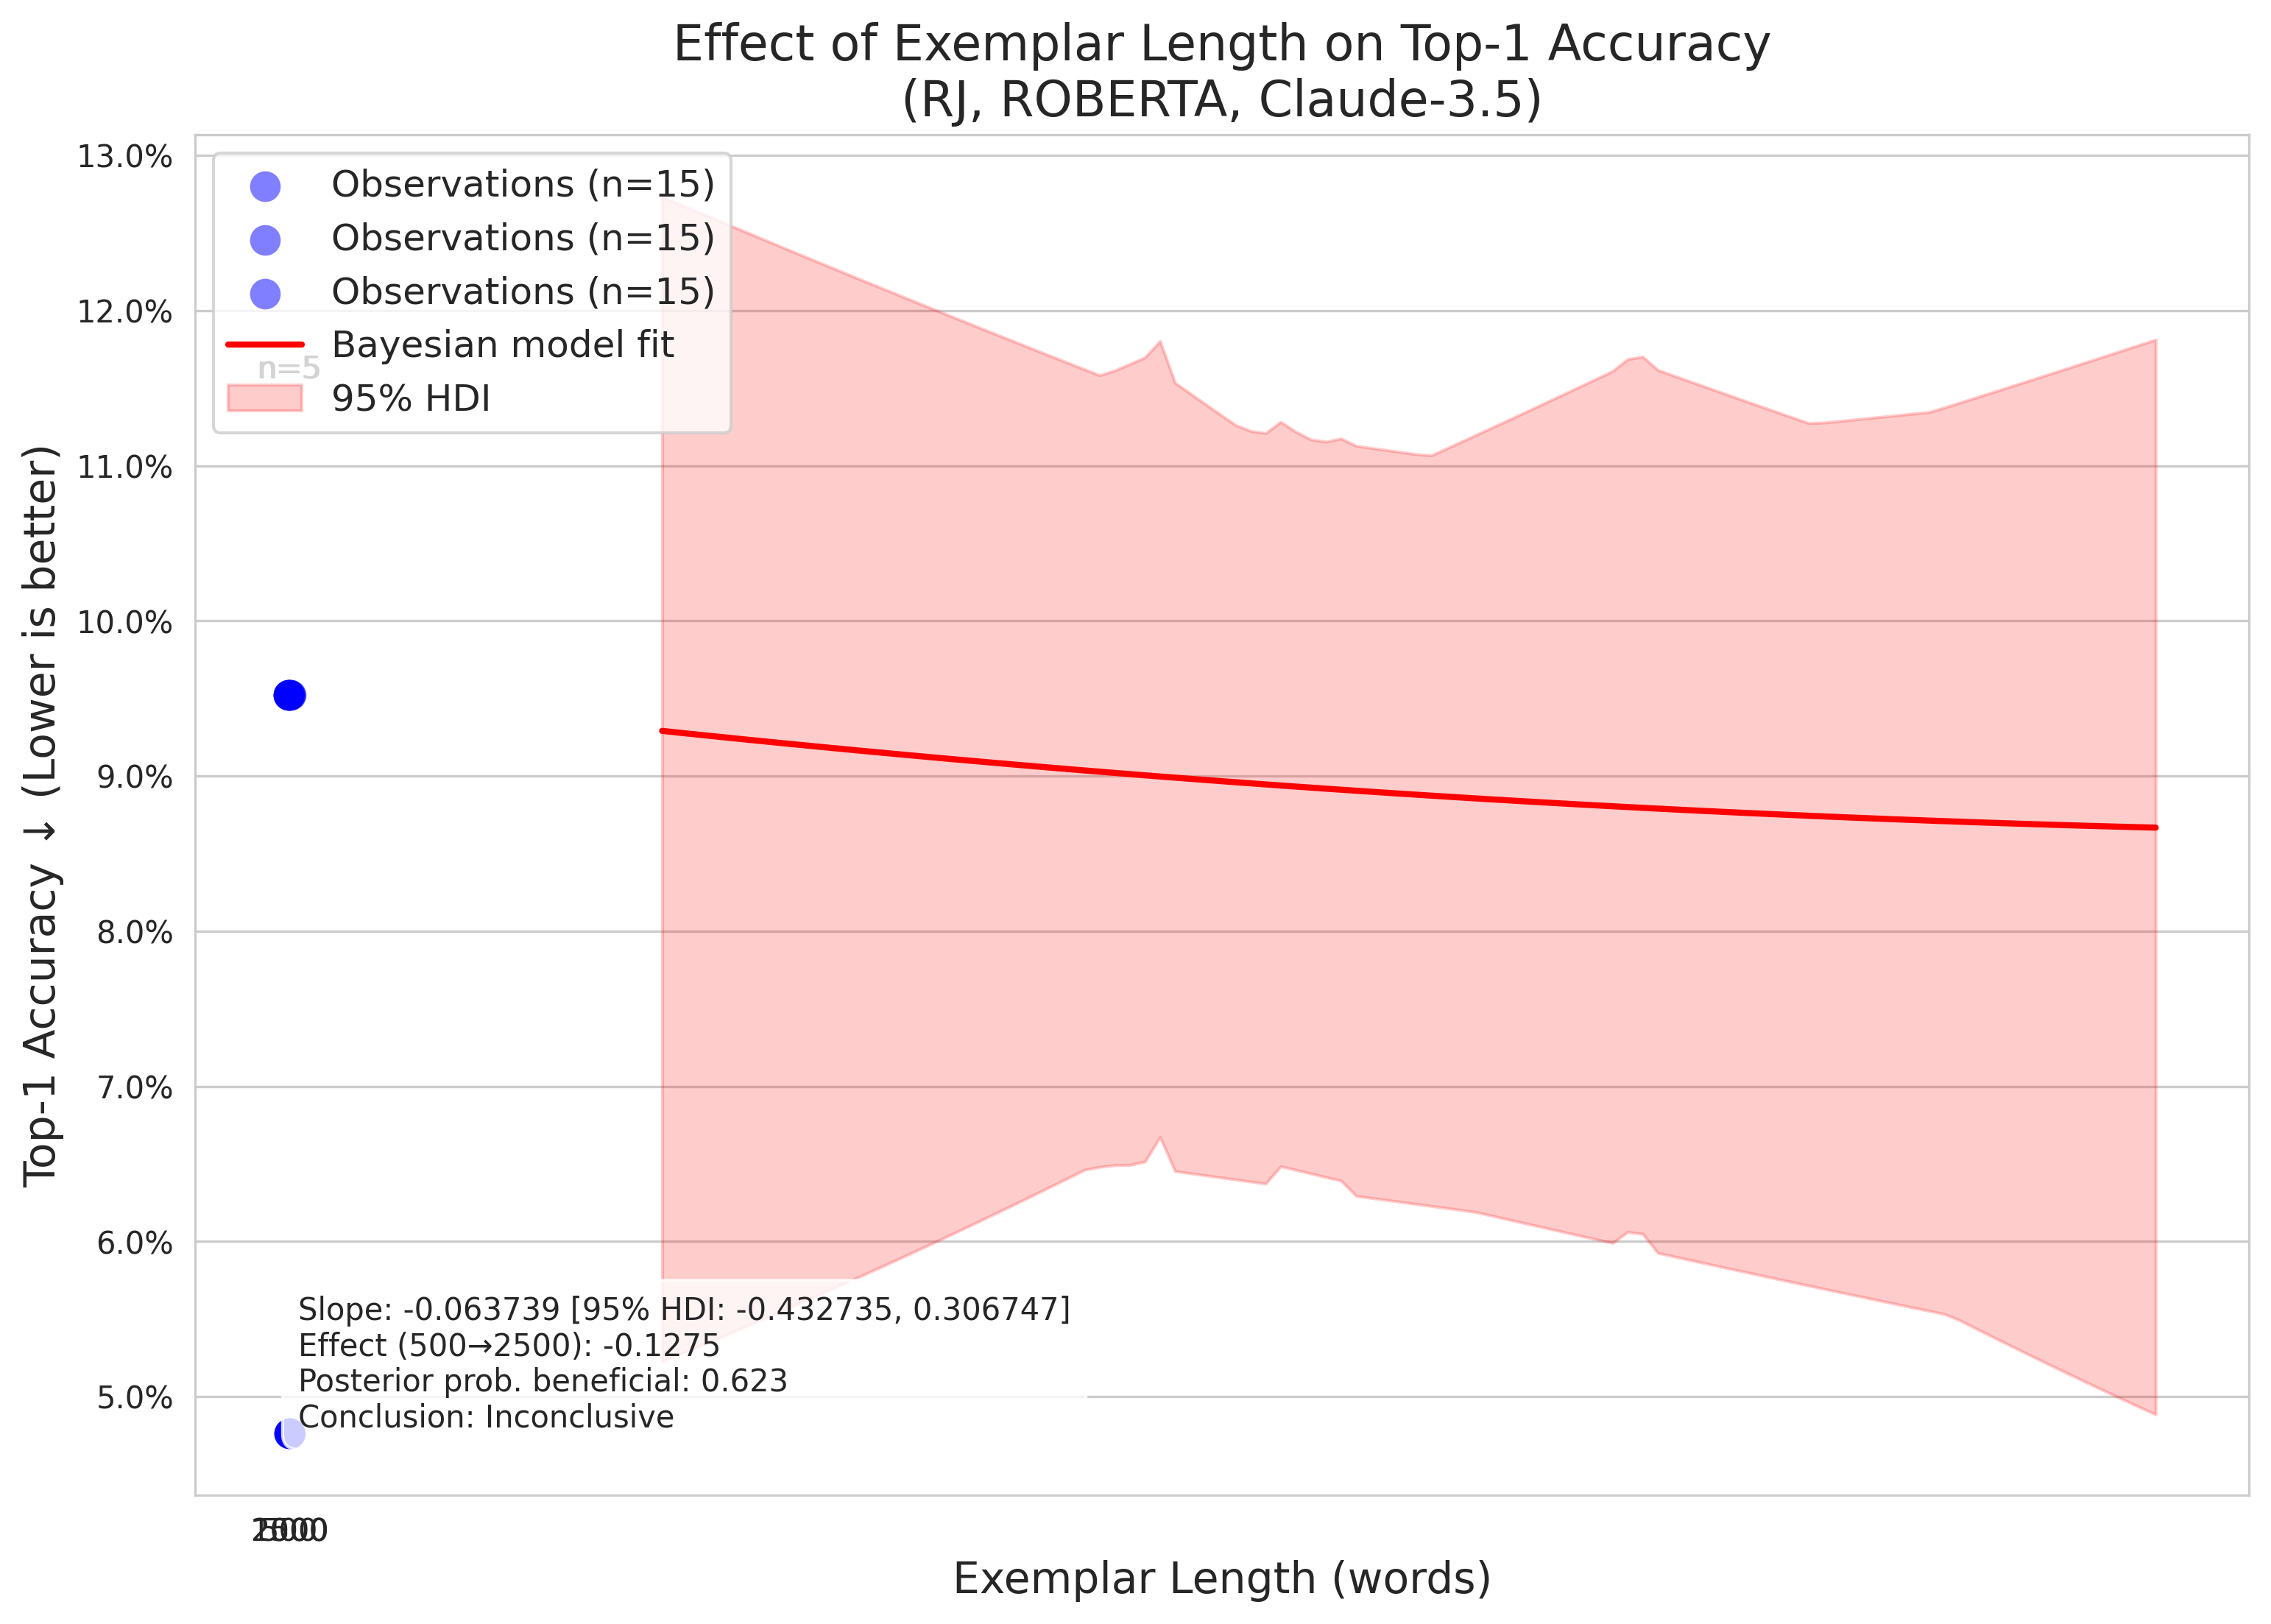 Effect of Exemplar Length on Top-1 Accuracy
(RJ, ROBERTA, Claude-3.5)
13.0%
12.0%
11.0%
10.0%
9.0%
8.0%
7.0%
6.0%
5.0%
Top-1 Accuracy ↓ (Lower is better)
Observations (n=15)
Observations (n=15)
Observations (n=15)
Bayesian model fit
n=5
95% HDI
Slope: -0.063739 [95% HDI: -0.432735, 0.306747]
Effect (500→2500): -0.1275
Posterior prob. beneficial: 0.623
Conclusion: Inconclusive
Exemplar Length (words)